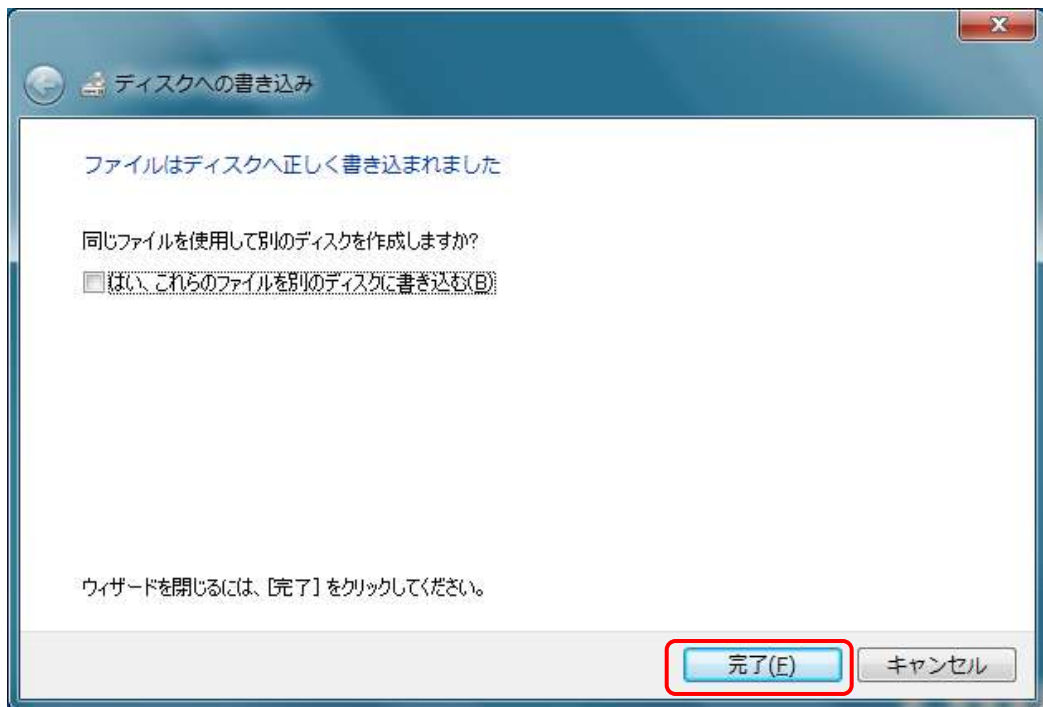 ディスクへの書き込み
ファイルはディスクへ正しく書き込まれました
同じファイルを使用して別のディスクを作成しますか?
はい、これらのファイルを別のディスクに書き込む(B)
ウィザードを閉じるには、[完了] をクリックしてください。
完了(F) キャンセル